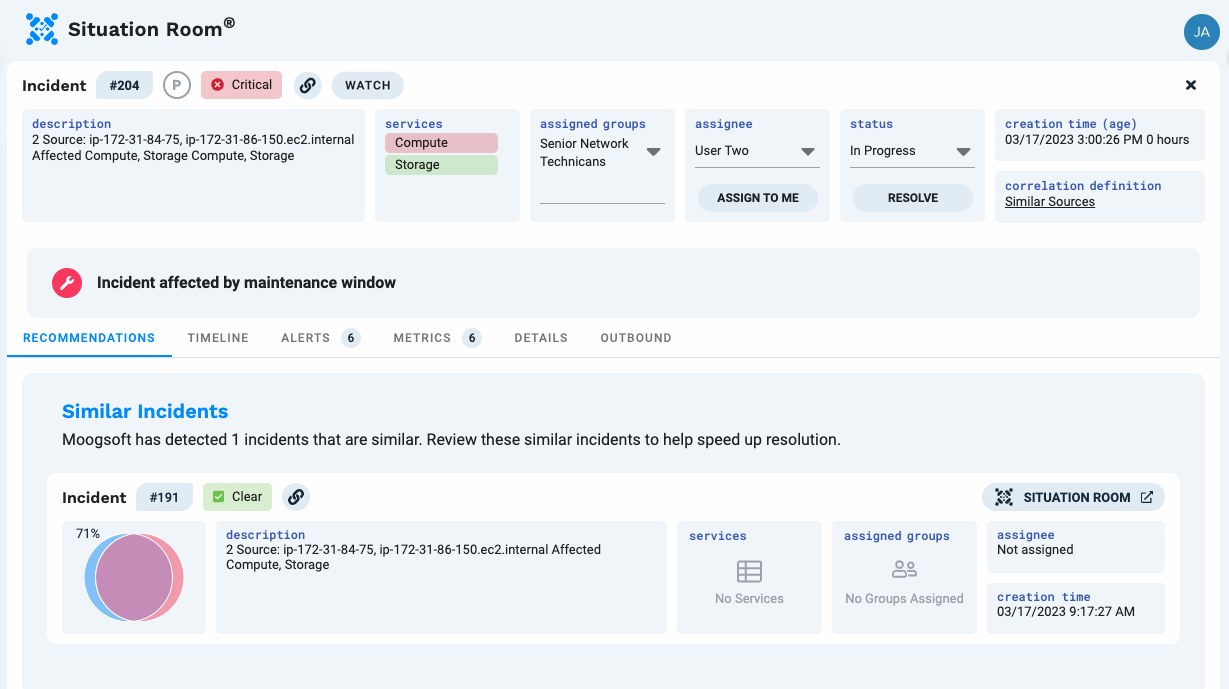 Situation Room®
JA
Incident #204 P Critical WATCH
description
2 Source: ip-172-31-84-75, ip-172-31-86-150.ec2.internal
Affected Compute, Storage Compute, Storage
services
Compute
Storage
assigned groups
Senior Network
Technicans
assignee
User Two
ASSIGN TO ME
status
In Progress
RESOLVE
creation time (age)
03/17/2023 3:00:26 PM 0 hours
correlation definition
Similar Sources
Incident affected by maintenance window
RECOMMENDATIONS TIMELINE ALERTS 6 METRICS 6 DETAILS OUTBOUND
Similar Incidents
Moogsoft has detected 1 incidents that are similar. Review these similar incidents to help speed up resolution.
Incident #191 Clear SITUATION ROOM
71%
description
2 Source: ip-172-31-84-75, ip-172-31-86-150.ec2.internal Affected
Compute, Storage
services
No Services
assigned groups
No Groups Assigned
assignee
Not assigned
creation time
03/17/2023 9:17:27 AM